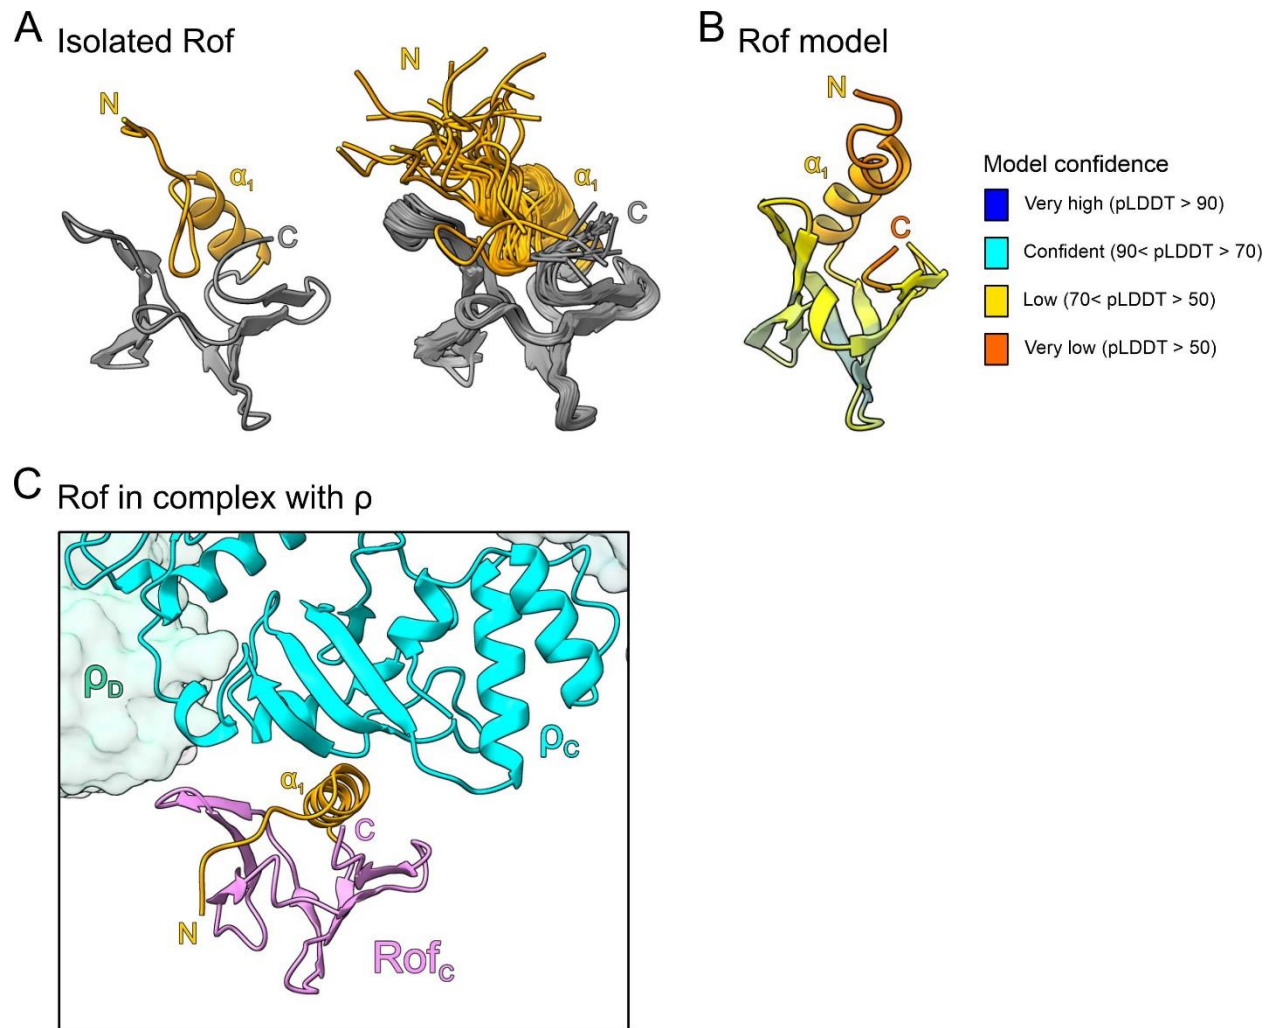 A Isolated Rof
N
α₁
C
N
α₁
C
B Rof model
N
α₁
C
Model confidence
Very high (pLDDT > 90)
Confident (90< pLDDT > 70)
Low (70< pLDDT > 50)
Very low (pLDDT > 50)
C Rof in complex with ρ
ρD
ρC
α₁
C
N
RofC